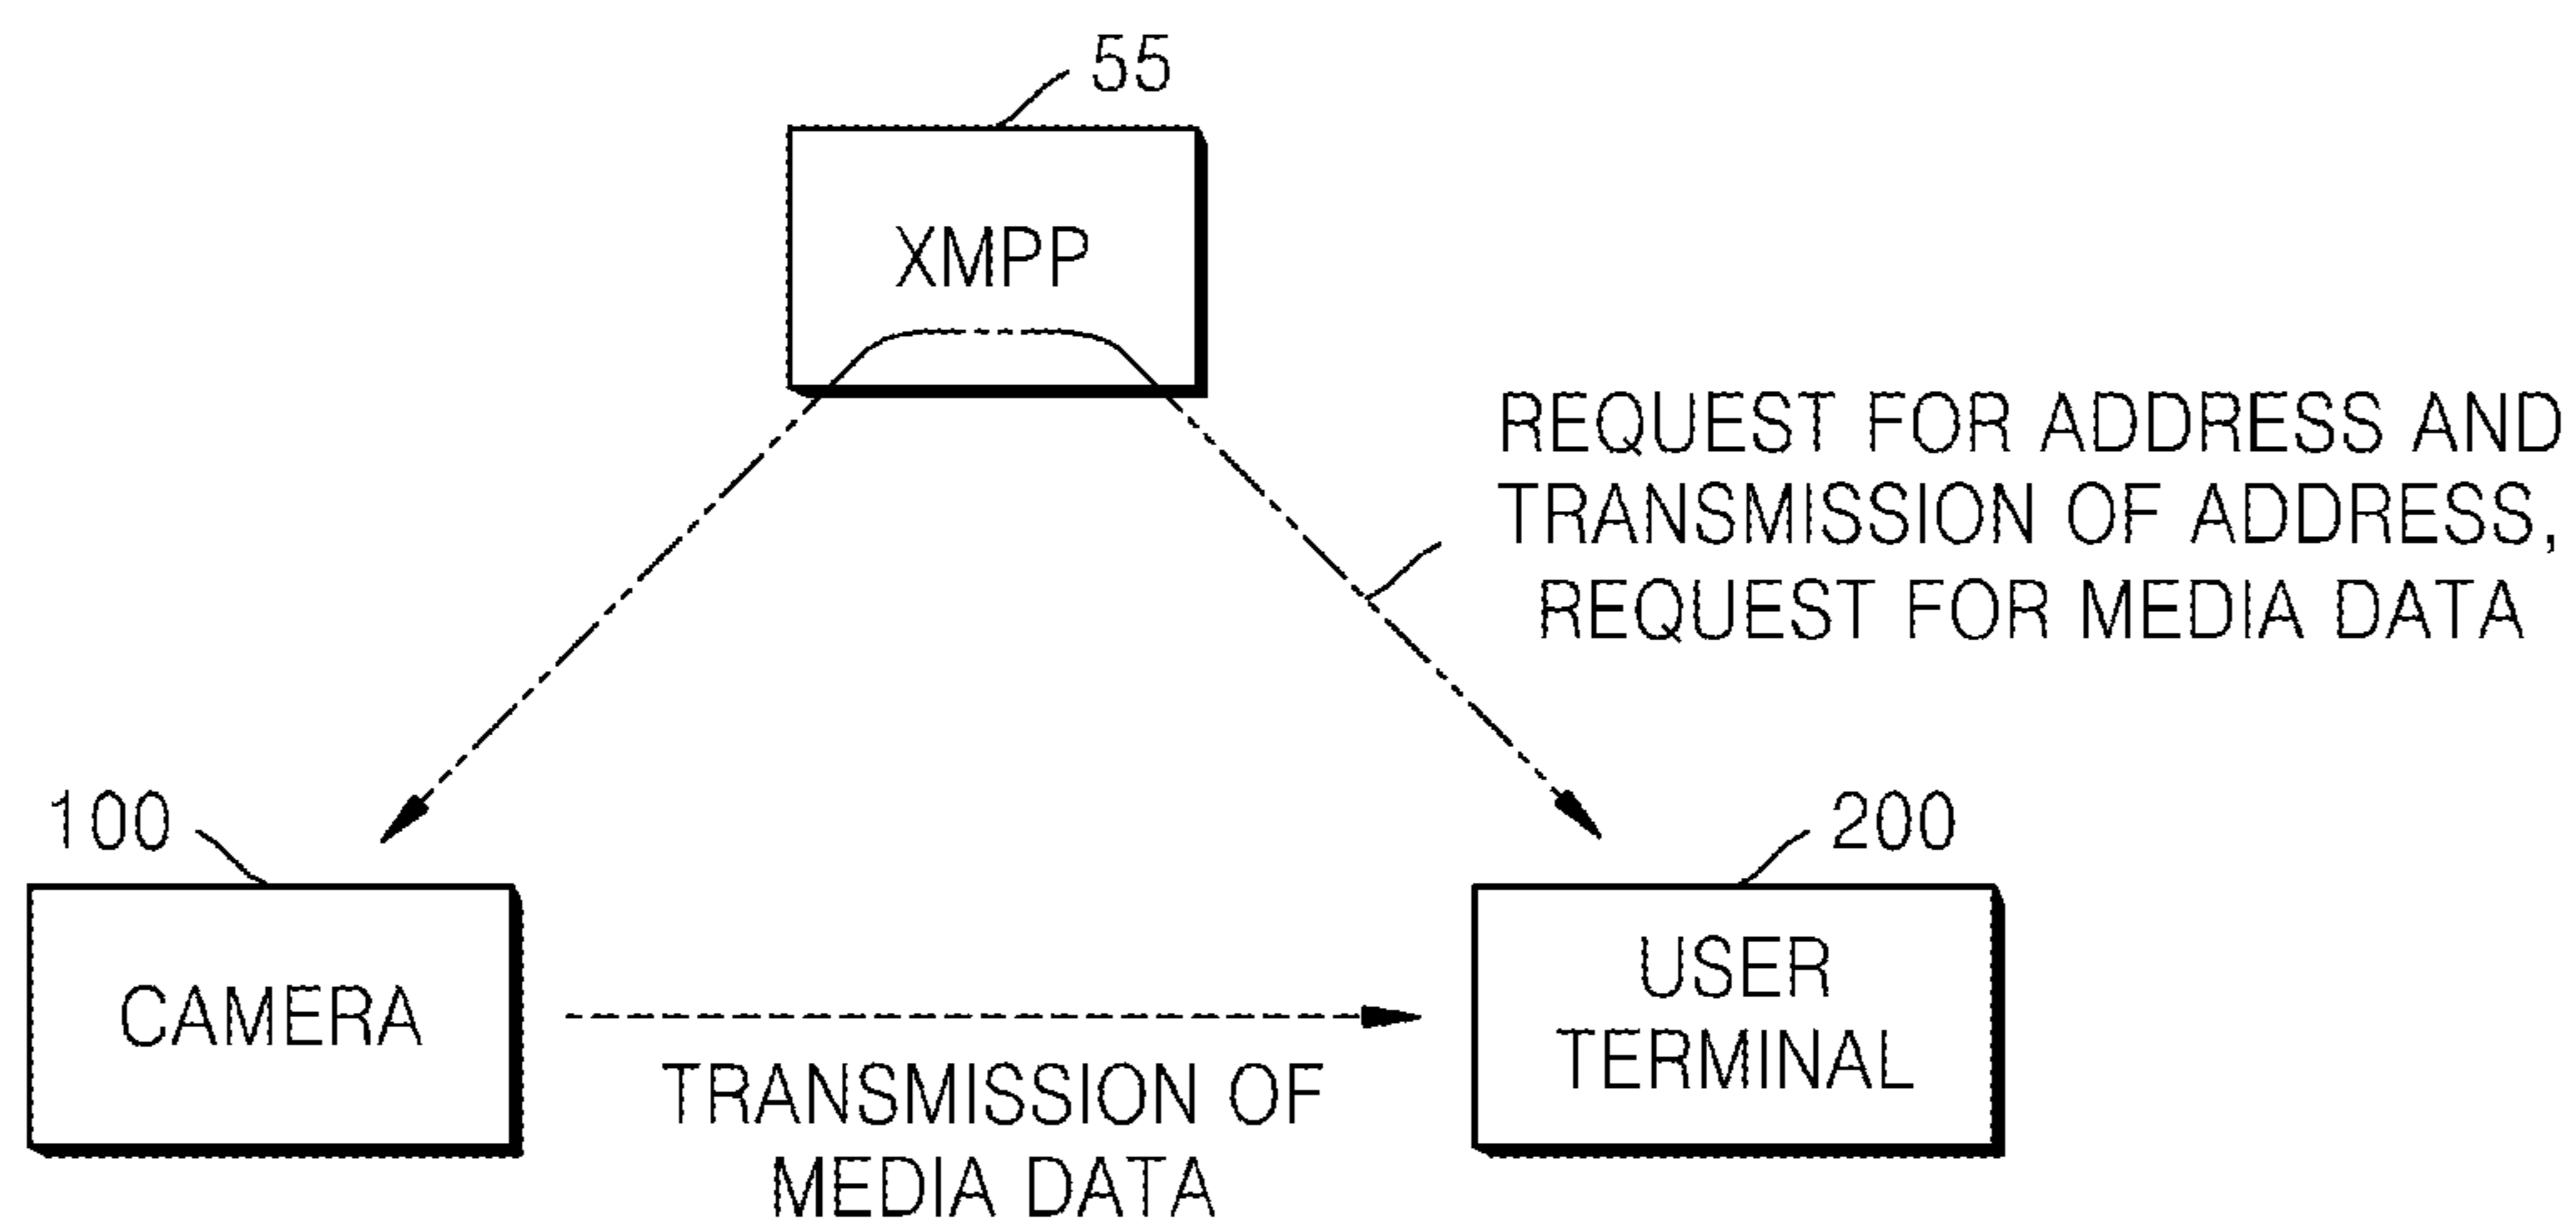 55
XMPP
REQUEST FOR ADDRESS AND
TRANSMISSION OF ADDRESS,
REQUEST FOR MEDIA DATA
100
200
CAMERA
USER
TERMINAL
TRANSMISSION OF
MEDIA DATA